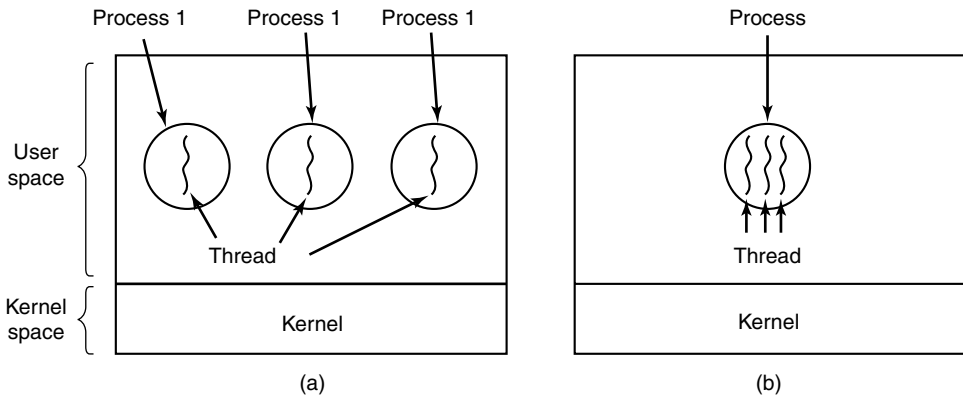 Process 1
Process 1
Process 1
Process
User
space
Thread
Thread
Kernel
space
Kernel
Kernel
(a)
(b)